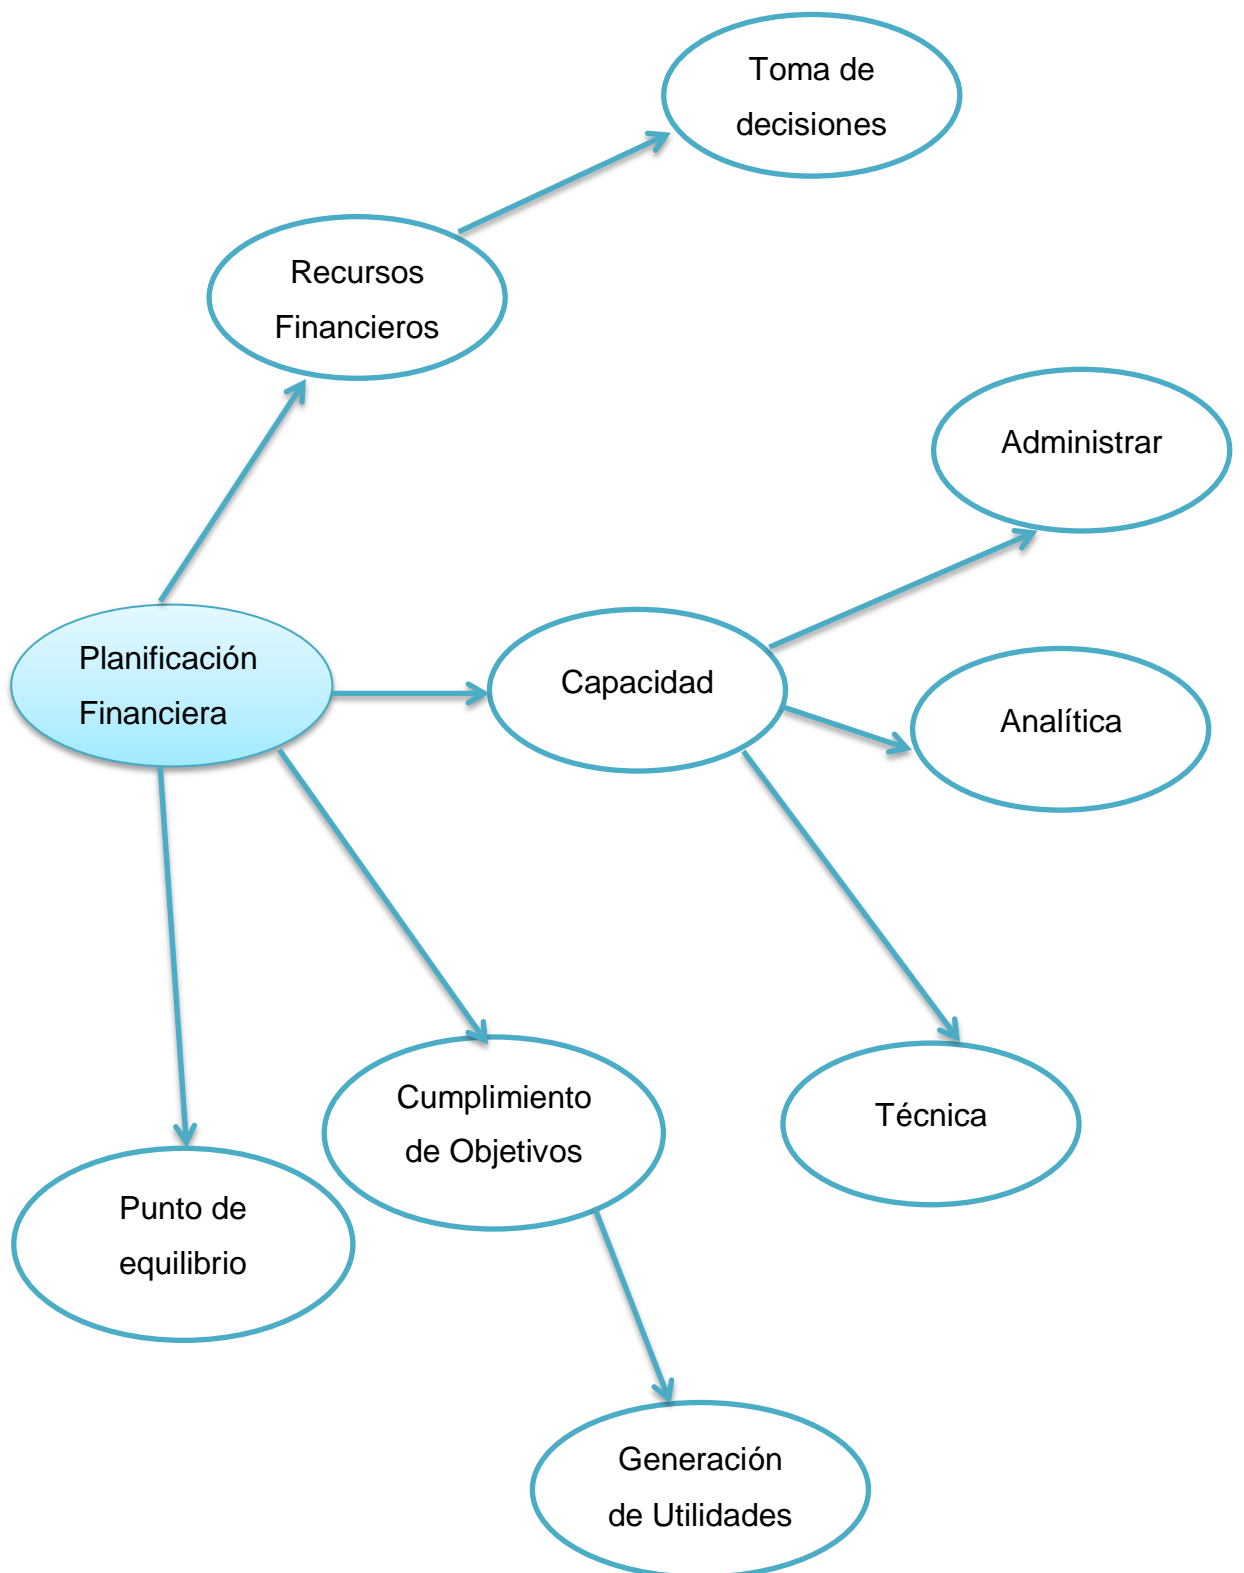 Toma de
decisiones
Recursos
Financieros
Administrar
Planificación
Financiera
Capacidad
Analítica
Cumplimiento
de Objetivos
Técnica
Punto de
equilibrio
Generación
de Utilidades